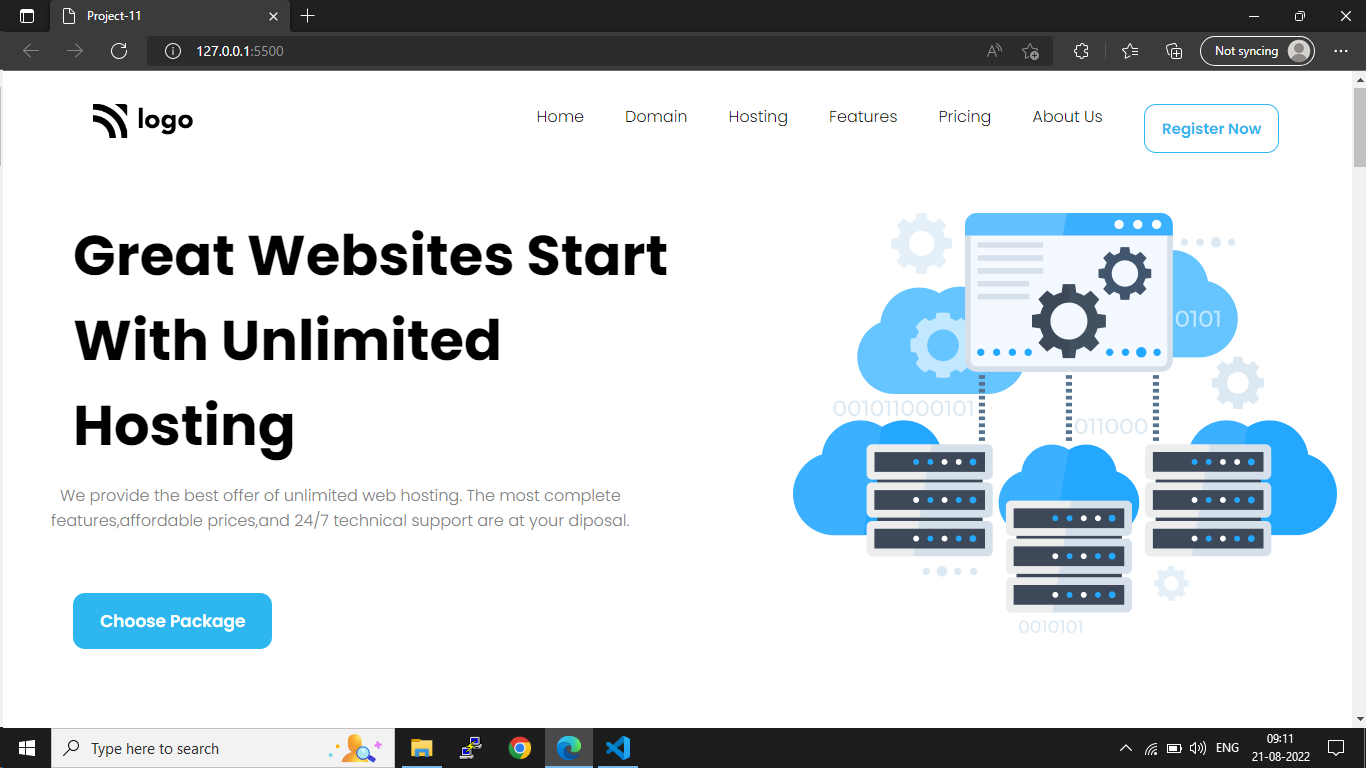 Project-11
127.0.0.1:5500
Not syncing
logo
Home Domain Hosting Features Pricing About Us Register Now
Great Websites Start
With Unlimited
Hosting
We provide the best offer of unlimited web hosting. The most complete
features,affordable prices,and 24/7 technical support are at your diposal.
Choose Package
0101
001011000101
011000
0010101
Type here to search
ENG
09:11
21-08-2022